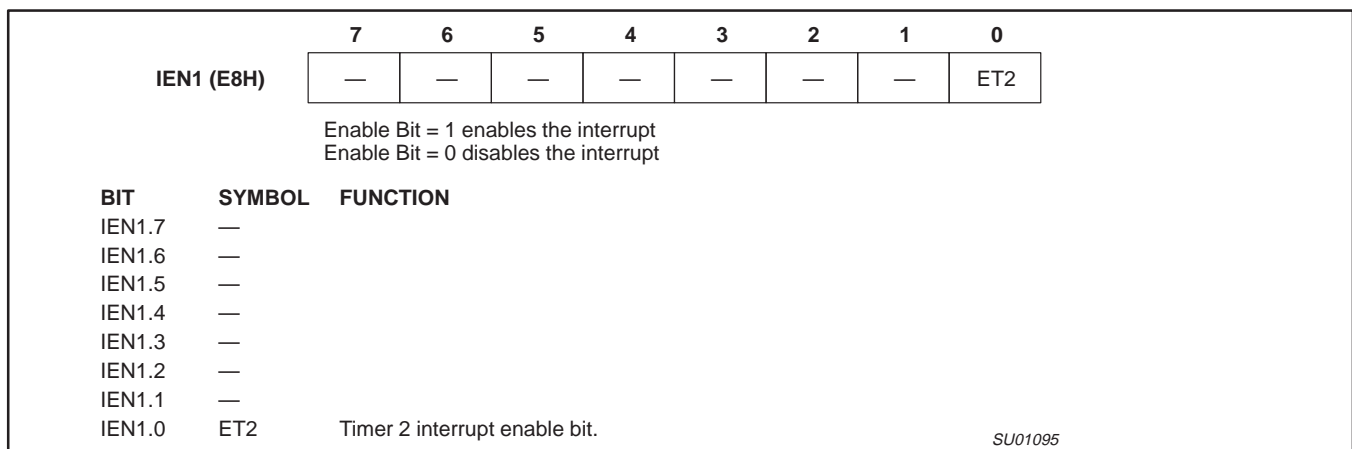 7 6 5 4 3 2 1 0
IEN1 (E8H) — — — — — — — ET2
Enable Bit = 1 enables the interrupt
Enable Bit = 0 disables the interrupt
BIT SYMBOL FUNCTION
IEN1.7 —
IEN1.6 —
IEN1.5 —
IEN1.4 —
IEN1.3 —
IEN1.2 —
IEN1.1 —
IEN1.0 ET2 Timer 2 interrupt enable bit.
SU01095